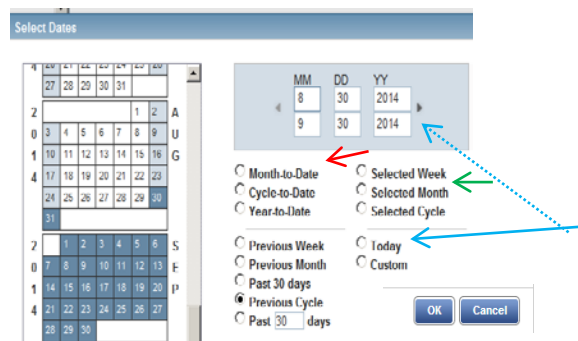 Select Dates
27 28 29 30 31
2 1 2 A
0 3 4 5 6 7 8 9 U
1 10 11 12 13 14 15 16 G
4 17 18 19 20 21 22 23
24 25 26 27 28 29 30
31
2 1 2 3 4 5 6 S
0 7 8 9 10 11 12 13 E
1 14 15 16 17 18 19 20 P
4 21 22 23 24 25 26 27
28 29 30
MM DD YY
8 30 2014
9 30 2014
Month-to-Date Selected Week
Cycle-to-Date Selected Month
Year-to-Date Selected Cycle
Previous Week Today
Previous Month Custom
Past 30 days
Previous Cycle
Past 30 days
OK Cancel